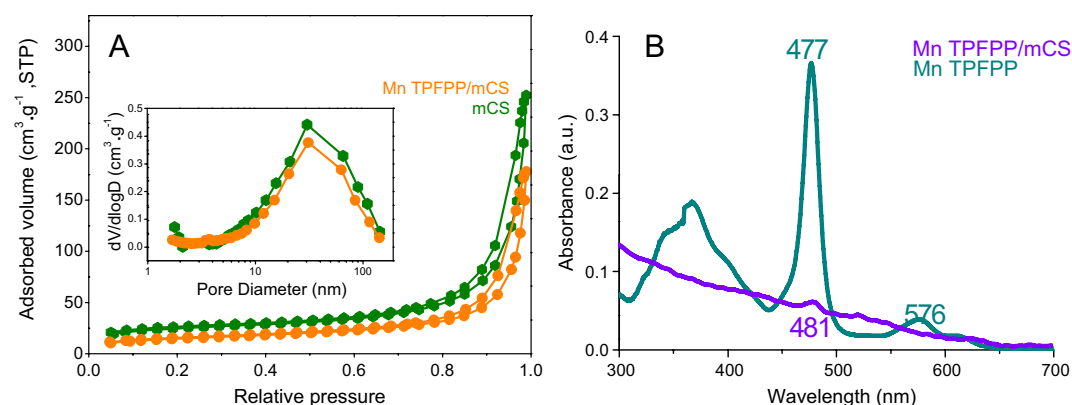 A
Mn TPFPP/mCS
mCS
Adsorbed volume (cm³.g⁻¹ ,STP)
300
250
200
150
100
50
0
0.0 0.2 0.4 0.6 0.8 1.0
Relative pressure
dV/dlogD (cm³.g⁻¹)
0.5
0.4
0.3
0.2
0.1
0.0
1 10 100
Pore Diameter (nm)
B
Mn TPFPP/mCS
Mn TPFPP
477
481
576
Absorbance (a.u.)
0.4
0.3
0.2
0.1
0.0
300 400 500 600 700
Wavelength (nm)